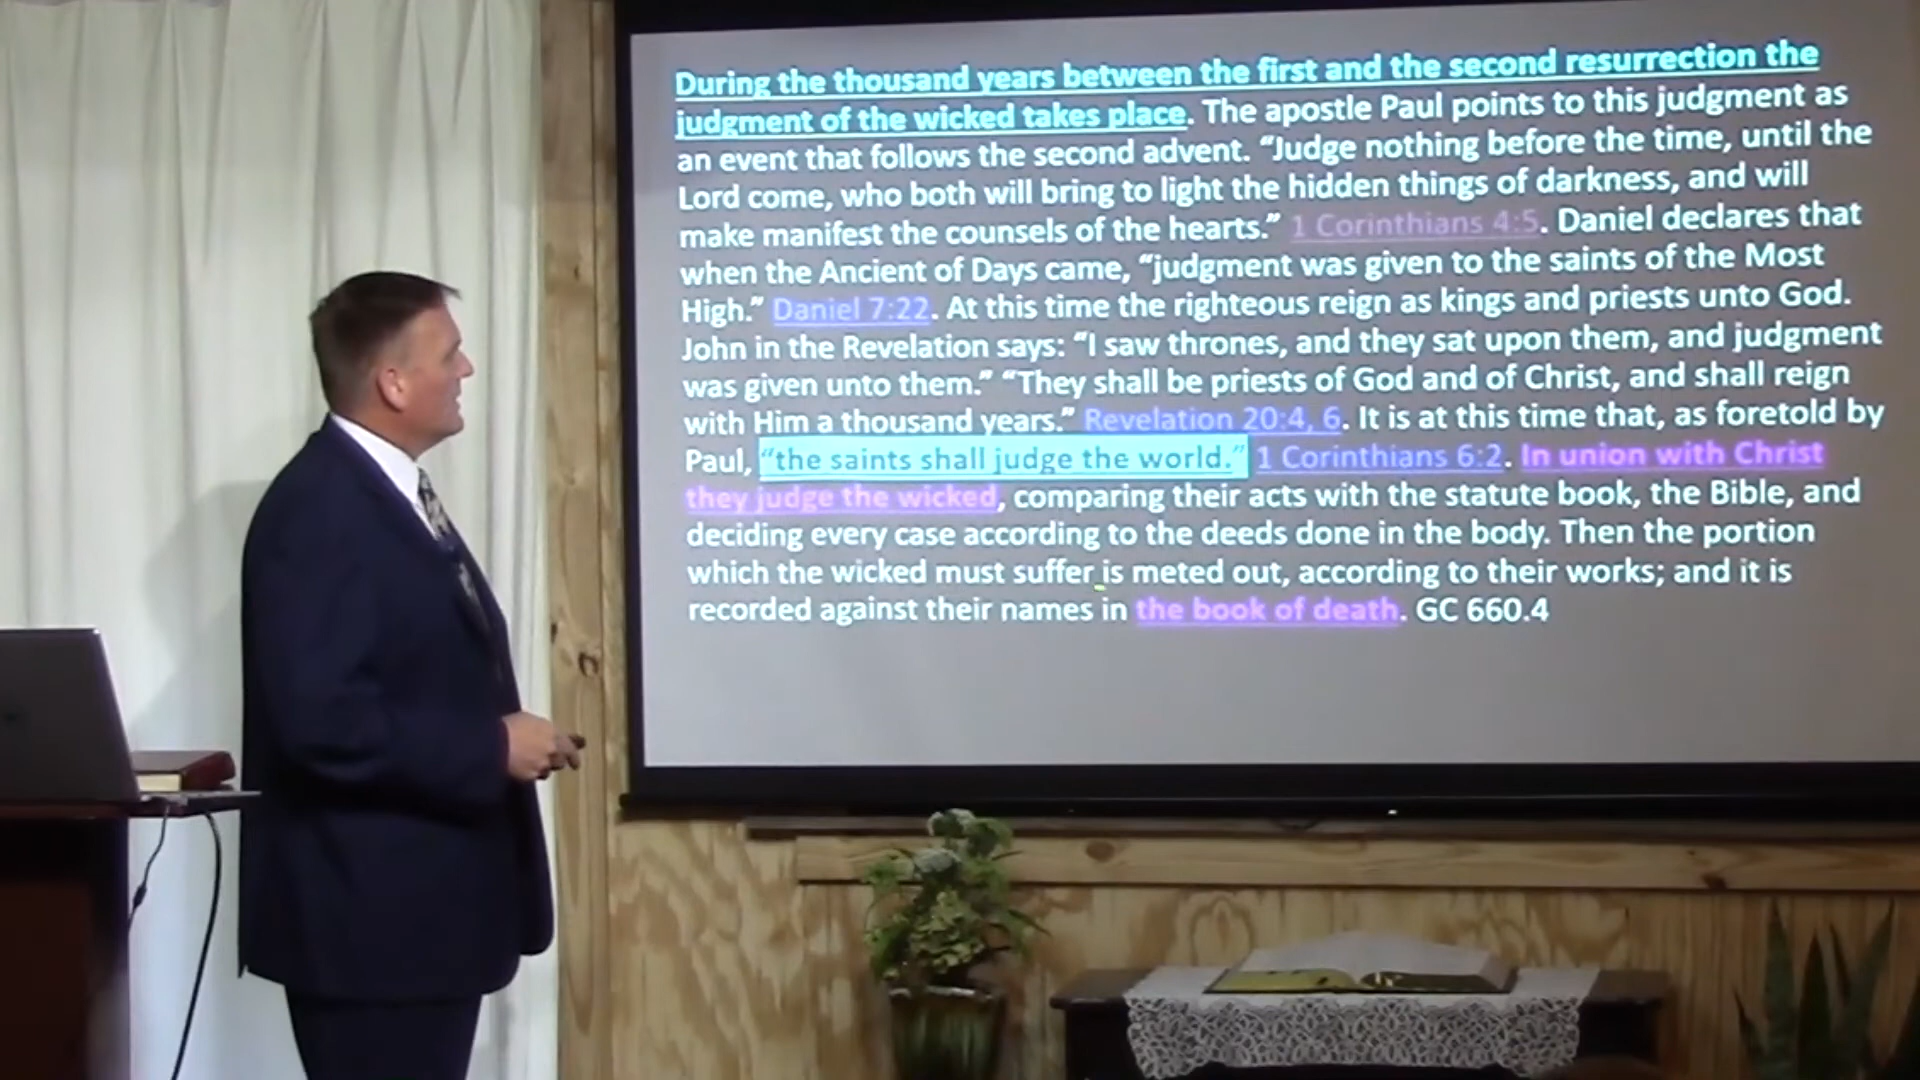 During the thousand years between the first and the second resurrection the
judgment of the wicked takes place. The apostle Paul points to this judgment as
an event that follows the second advent. “Judge nothing before the time, until the
Lord come, who both will bring to light the hidden things of darkness, and will
make manifest the counsels of the hearts.” 1 Corinthians 4:5. Daniel declares that
when the Ancient of Days came, “judgment was given to the saints of the Most
High.” Daniel 7:22. At this time the righteous reign as kings and priests unto God.
John in the Revelation says: “I saw thrones, and they sat upon them, and judgment
was given unto them.” “They shall be priests of God and of Christ, and shall reign
with Him a thousand years.” Revelation 20:4, 6. It is at this time that, as foretold by
Paul, “the saints shall judge the world.” 1 Corinthians 6:2. In union with Christ
they judge the wicked, comparing their acts with the statute book, the Bible, and
deciding every case according to the deeds done in the body. Then the portion
which the wicked must suffer is meted out, according to their works; and it is
recorded against their names in the book of death. GC 660.4